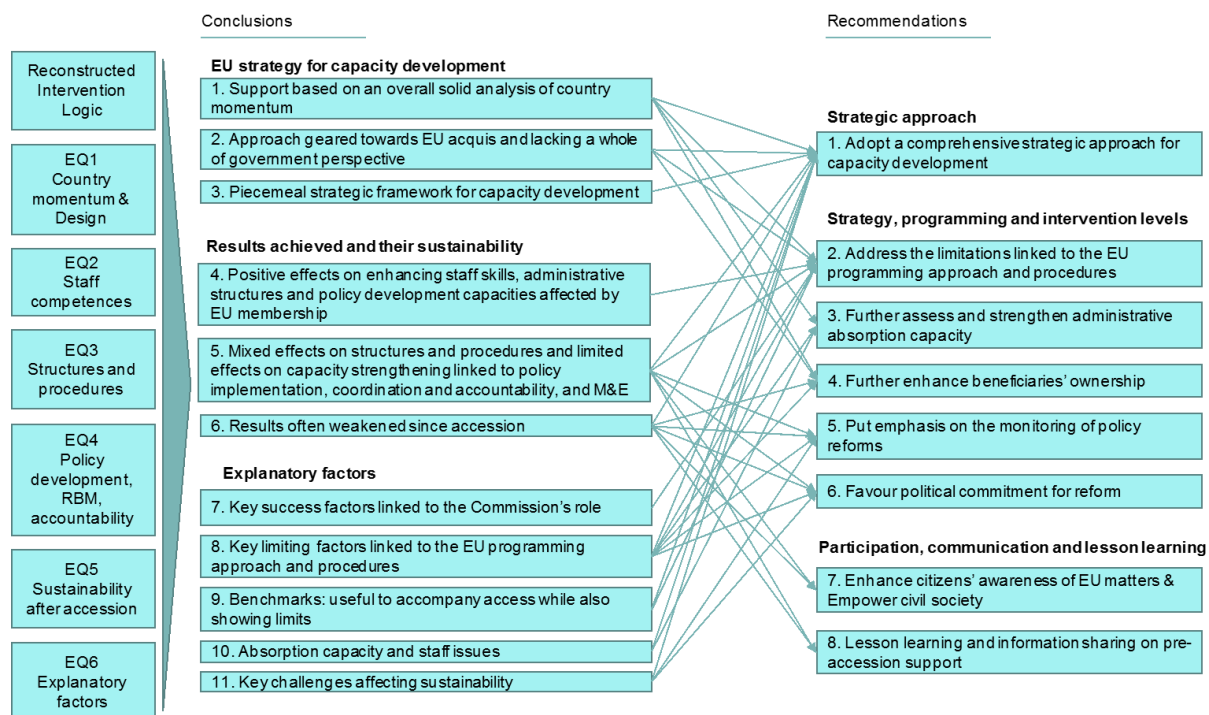 Conclusions
Recommendations
Reconstructed
Intervention
Logic
EQ1
Country
momentum &
Design
EQ2
Staff
competences
EQ3
Structures and
procedures
EQ4
Policy
development,
RBM,
accountability
EQ5
Sustainability
after accession
EQ6
Explanatory
factors
EU strategy for capacity development
1. Support based on an overall solid analysis of country
momentum
2. Approach geared towards EU acquis and lacking a whole
of government perspective
3. Piecemeal strategic framework for capacity development
Results achieved and their sustainability
4. Positive effects on enhancing staff skills, administrative
structures and policy development capacities affected by
EU membership
5. Mixed effects on structures and procedures and limited
effects on capacity strengthening linked to policy
implementation, coordination and accountability, and M&E
6. Results often weakened since accession
Explanatory factors
7. Key success factors linked to the Commission's role
8. Key limiting factors linked to the EU programming
approach and procedures
9. Benchmarks: useful to accompany access while also
showing limits
10. Absorption capacity and staff issues
11. Key challenges affecting sustainability
Strategic approach
1. Adopt a comprehensive strategic approach for
capacity development
Strategy, programming and intervention levels
2. Address the limitations linked to the EU
programming approach and procedures
3. Further assess and strengthen administrative
absorption capacity
4. Further enhance beneficiaries' ownership
5. Put emphasis on the monitoring of policy
reforms
6. Favour political commitment for reform
Participation, communication and lesson learning
7. Enhance citizens' awareness of EU matters &
Empower civil society
8. Lesson learning and information sharing on pre-
accession support